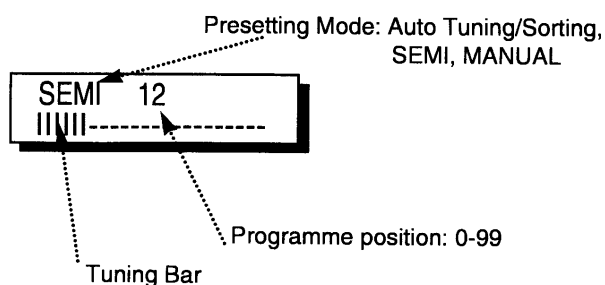 Presetting Mode: Auto Tuning/Sorting,
SEMI, MANUAL
SEMI 12
Programme position: 0-99
Tuning Bar